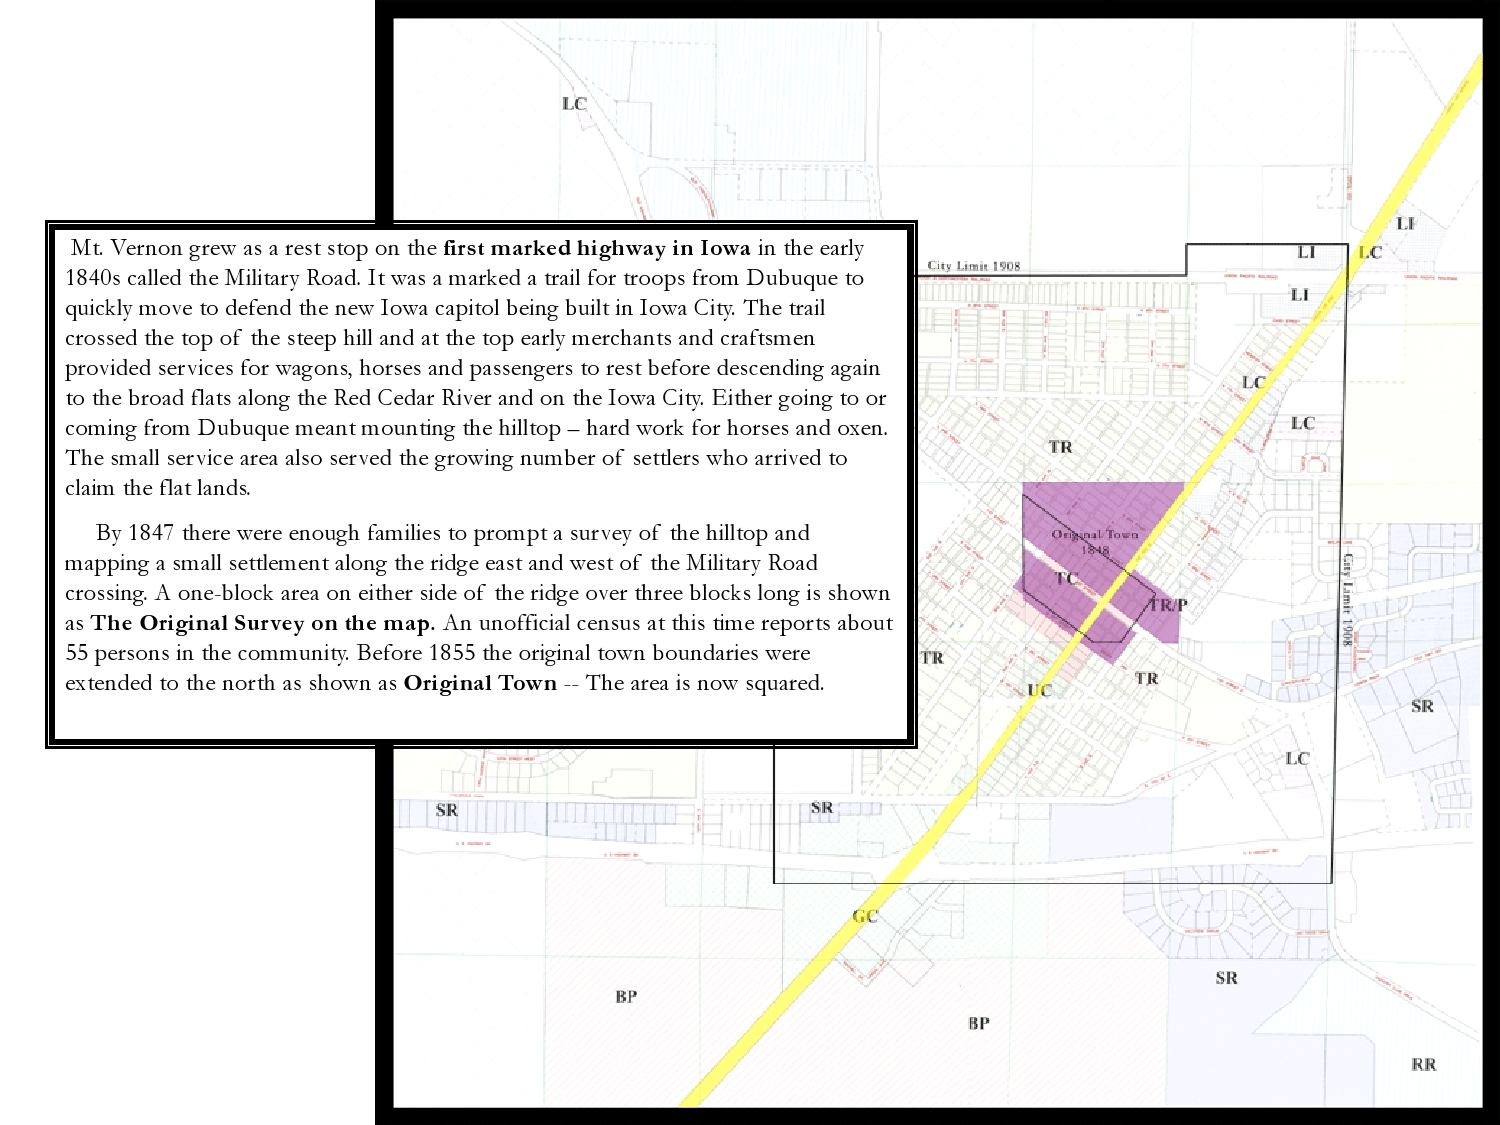 LC
Mt. Vernon grew as a rest stop on the first marked highway in Iowa in the early
1840s called the Military Road. It was a marked a trail for troops from Dubuque to
quickly move to defend the new Iowa capitol being built in Iowa City. The trail
crossed the top of the steep hill and at the top early merchants and craftsmen
provided services for wagons, horses and passengers to rest before descending again
to the broad flats along the Red Cedar River and on the Iowa City. Either going to or
coming from Dubuque meant mounting the hilltop – hard work for horses and oxen.
The small service area also served the growing number of settlers who arrived to
claim the flat lands.
By 1847 there were enough families to prompt a survey of the hilltop and
mapping a small settlement along the ridge east and west of the Military Road
crossing. A one-block area on either side of the ridge over three blocks long is shown
as The Original Survey on the map. An unofficial census at this time reports about
55 persons in the community. Before 1855 the original town boundaries were
extended to the north as shown as Original Town -- The area is now squared.
LI
LI
LC
City Limit 1908
LI
LC
LC
TR
Original Town
1848
TC
TR/P
City Limit 1908
TR
TR
UC
SR
LC
SR
SR
GC
SR
BP
BP
RR